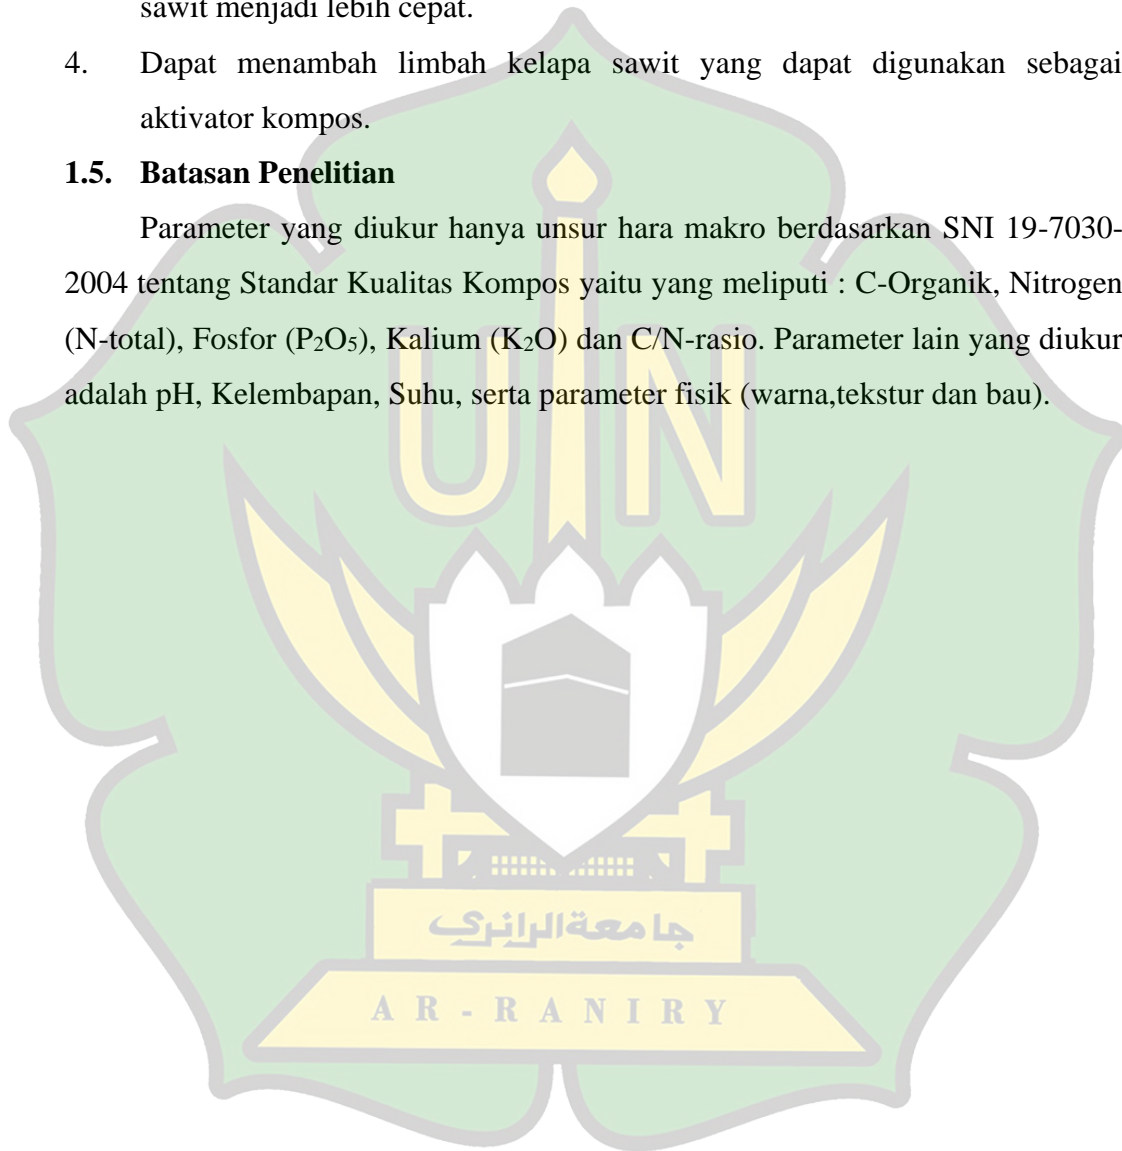 sawit menjadi lebih cepat.
4. Dapat menambah limbah kelapa sawit yang dapat digunakan sebagai
aktivator kompos.
1.5. Batasan Penelitian
Parameter yang diukur hanya unsur hara makro berdasarkan SNI 19-7030-
2004 tentang Standar Kualitas Kompos yaitu yang meliputi : C-Organik, Nitrogen
(N-total), Fosfor (P₂O₅), Kalium (K₂O) dan C/N-rasio. Parameter lain yang diukur
adalah pH, Kelembapan, Suhu, serta parameter fisik (warna,tekstur dan bau).
UIN
جامعة الرانري
AR-RANIRY